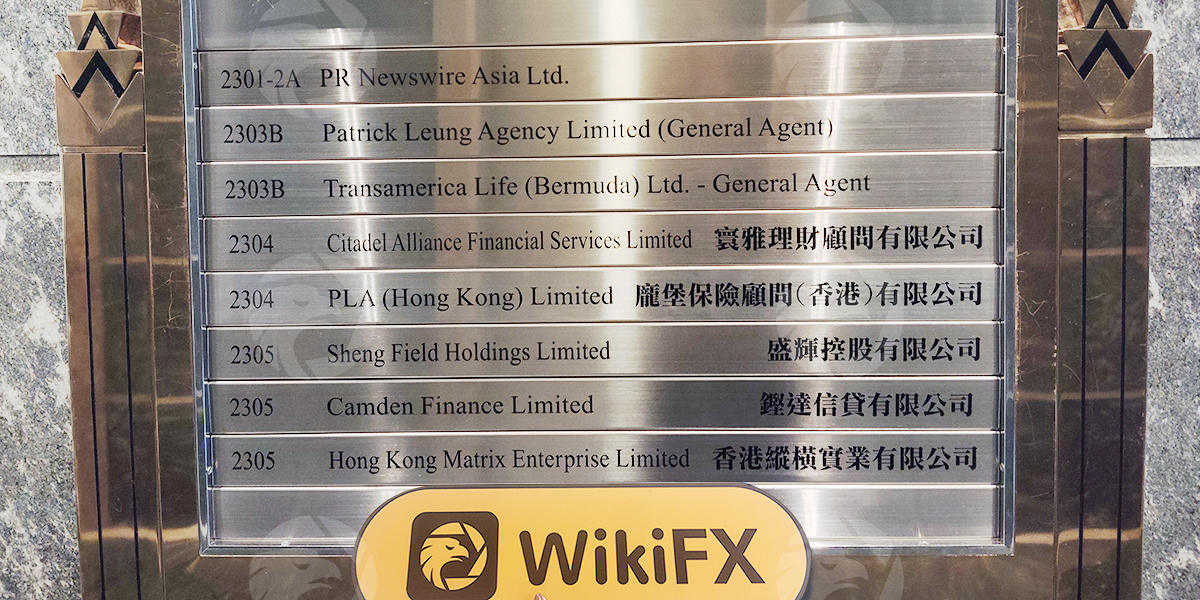 2301-2A PR Newswire Asia Ltd.
2303B Patrick Leung Agency Limited (General Agent)
2303B Transamerica Life (Bermuda) Ltd. - General Agent
2304 Citadel Alliance Financial Services Limited 寰雅理財顧問有限公司
2304 PLA (Hong Kong) Limited 龐堡保險顧問(香港)有限公司
2305 Sheng Field Holdings Limited 盛輝控股有限公司
2305 Camden Finance Limited 鏗達信貸有限公司
2305 Hong Kong Matrix Enterprise Limited 香港縱橫實業有限公司
WikiFX